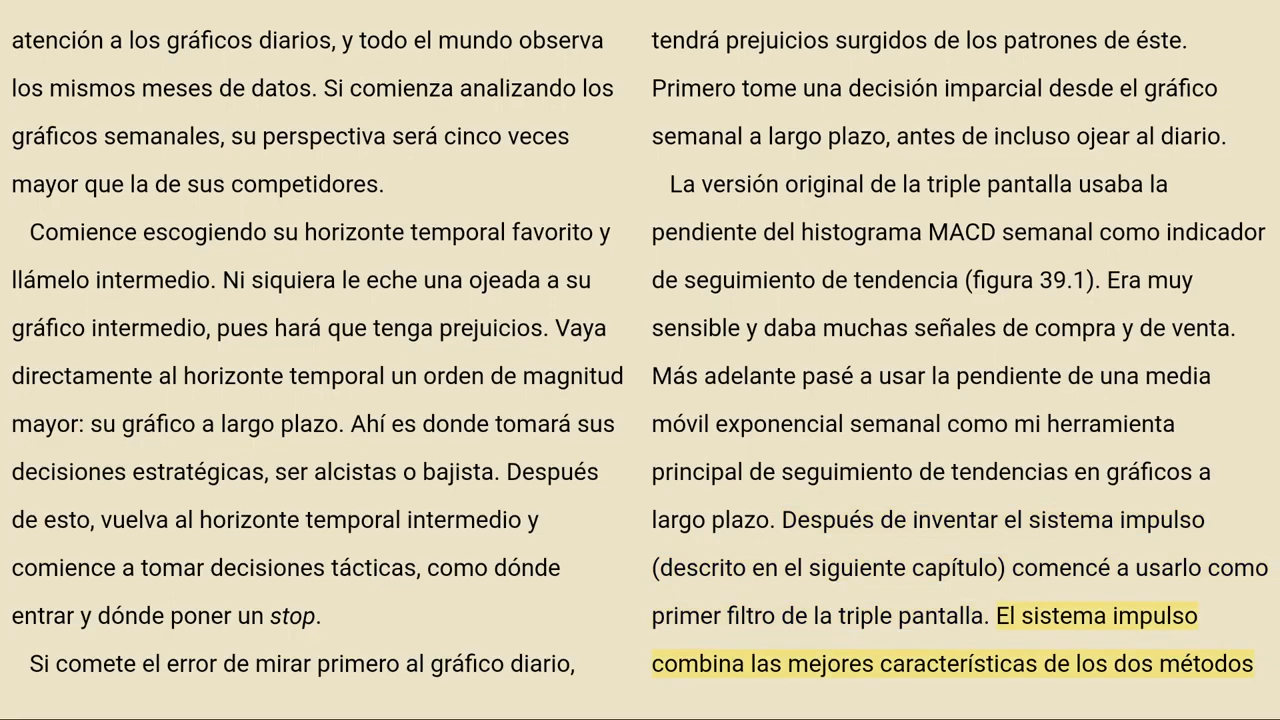 atención a los gráficos diarios, y todo el mundo observa
los mismos meses de datos. Si comienza analizando los
gráficos semanales, su perspectiva será cinco veces
mayor que la de sus competidores.
Comience escogiendo su horizonte temporal favorito y
llámelo intermedio. Ni siquiera le eche una ojeada a su
gráfico intermedio, pues hará que tenga prejuicios. Vaya
directamente al horizonte temporal un orden de magnitud
mayor: su gráfico a largo plazo. Ahí es donde tomará sus
decisiones estratégicas, ser alcistas o bajista. Después
de esto, vuelva al horizonte temporal intermedio y
comience a tomar decisiones tácticas, como dónde
entrar y dónde poner un stop.
Si comete el error de mirar primero al gráfico diario,
tendrá prejuicios surgidos de los patrones de éste.
Primero tome una decisión imparcial desde el gráfico
semanal a largo plazo, antes de incluso ojear al diario.
La versión original de la triple pantalla usaba la
pendiente del histograma MACD semanal como indicador
de seguimiento de tendencia (figura 39.1). Era muy
sensible y daba muchas señales de compra y de venta.
Más adelante pasé a usar la pendiente de una media
móvil exponencial semanal como mi herramienta
principal de seguimiento de tendencias en gráficos a
largo plazo. Después de inventar el sistema impulso
(descrito en el siguiente capítulo) comencé a usarlo como
primer filtro de la triple pantalla. El sistema impulso
combina las mejores características de los dos métodos